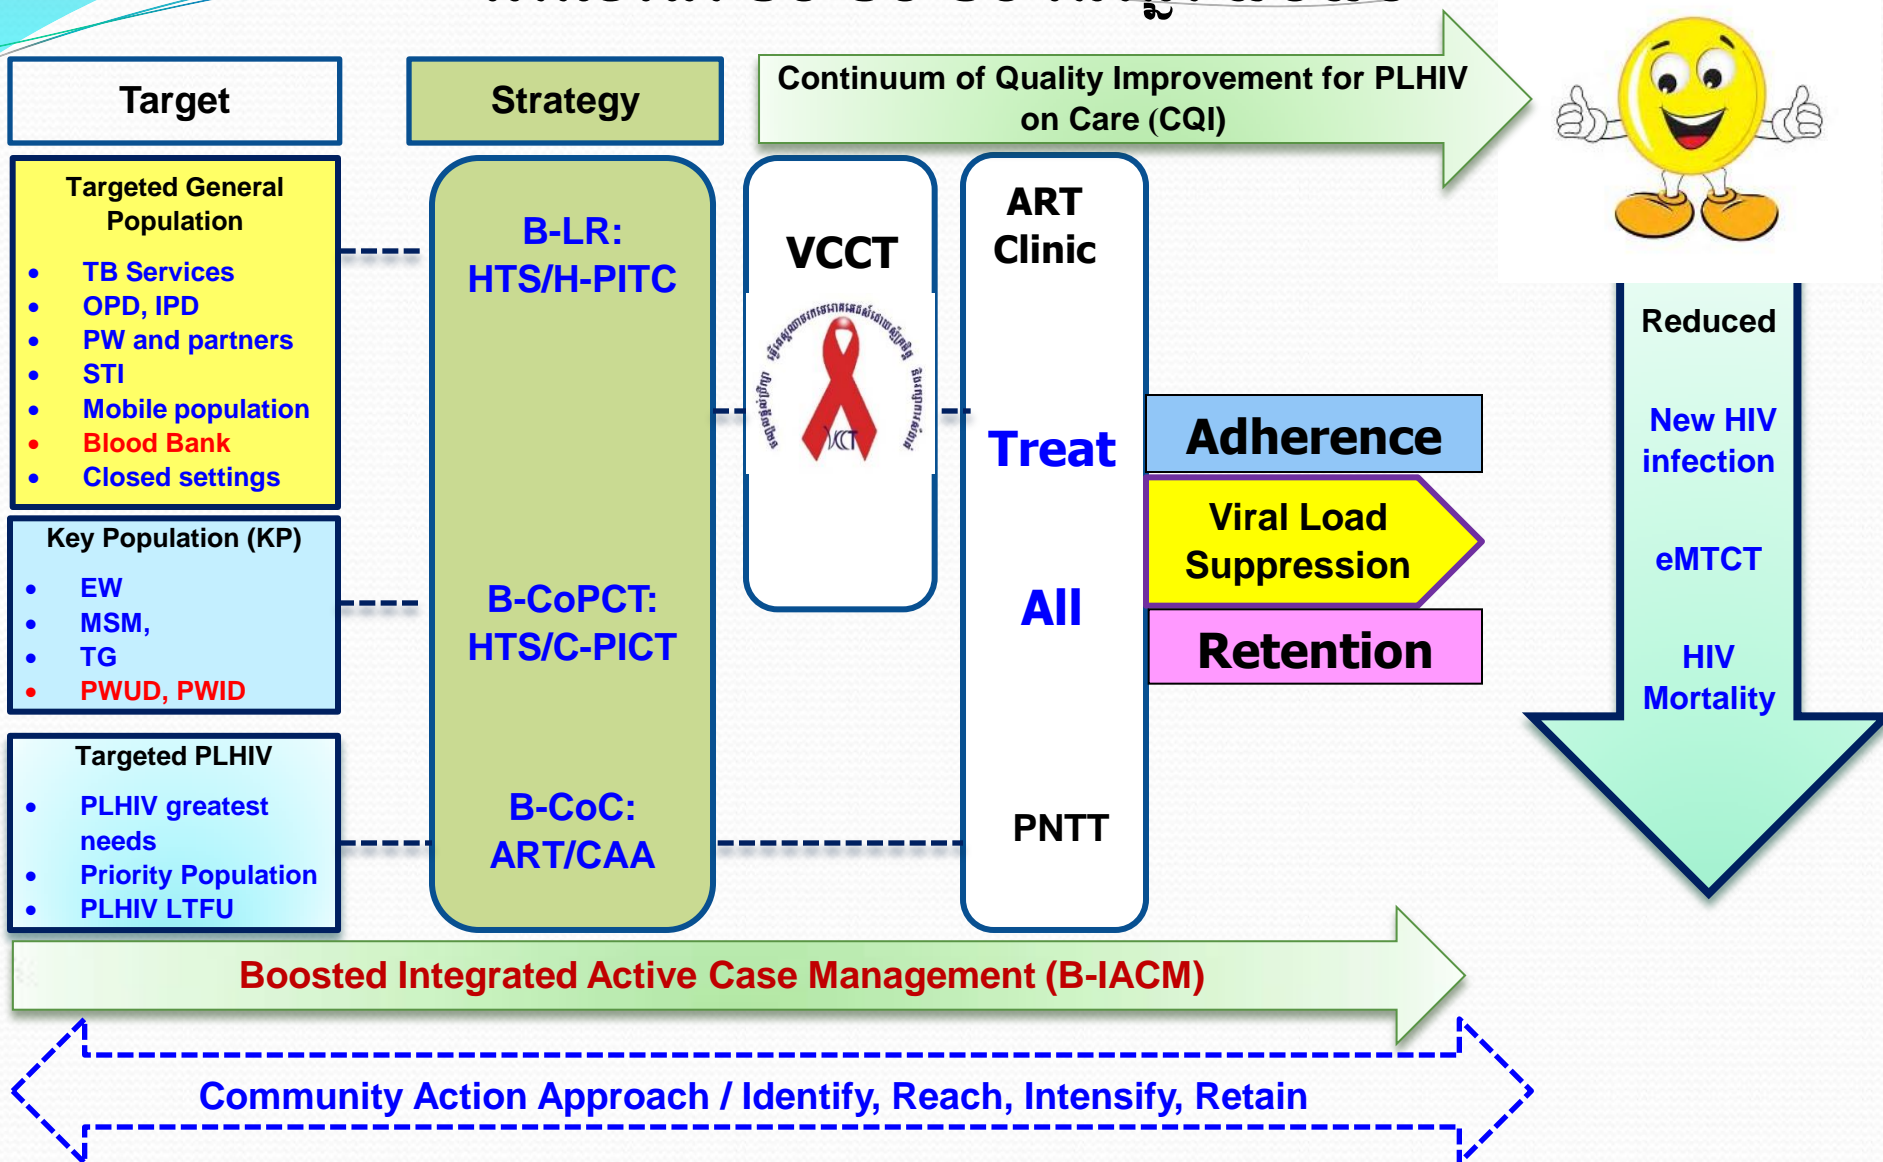 Target
Strategy
Continuum of Quality Improvement for PLHIV
on Care (CQI)
Targeted General
Population
• TB Services
• OPD, IPD
• PW and partners
• STI
• Mobile population
• Blood Bank
• Closed settings
Key Population (KP)
• EW
• MSM,
• TG
• PWUD, PWID
Targeted PLHIV
• PLHIV greatest
needs
• Priority Population
• PLHIV LTFU
B-LR:
HTS/H-PITC
B-CoPCT:
HTS/C-PICT
B-CoC:
ART/CAA
VCCT
VCCT
ART
Clinic
Treat
All
PNTT
Adherence
Viral Load
Suppression
Retention
Reduced
New HIV
infection
eMTCT
HIV
Mortality
Boosted Integrated Active Case Management (B-IACM)
Community Action Approach / Identify, Reach, Intensify, Retain